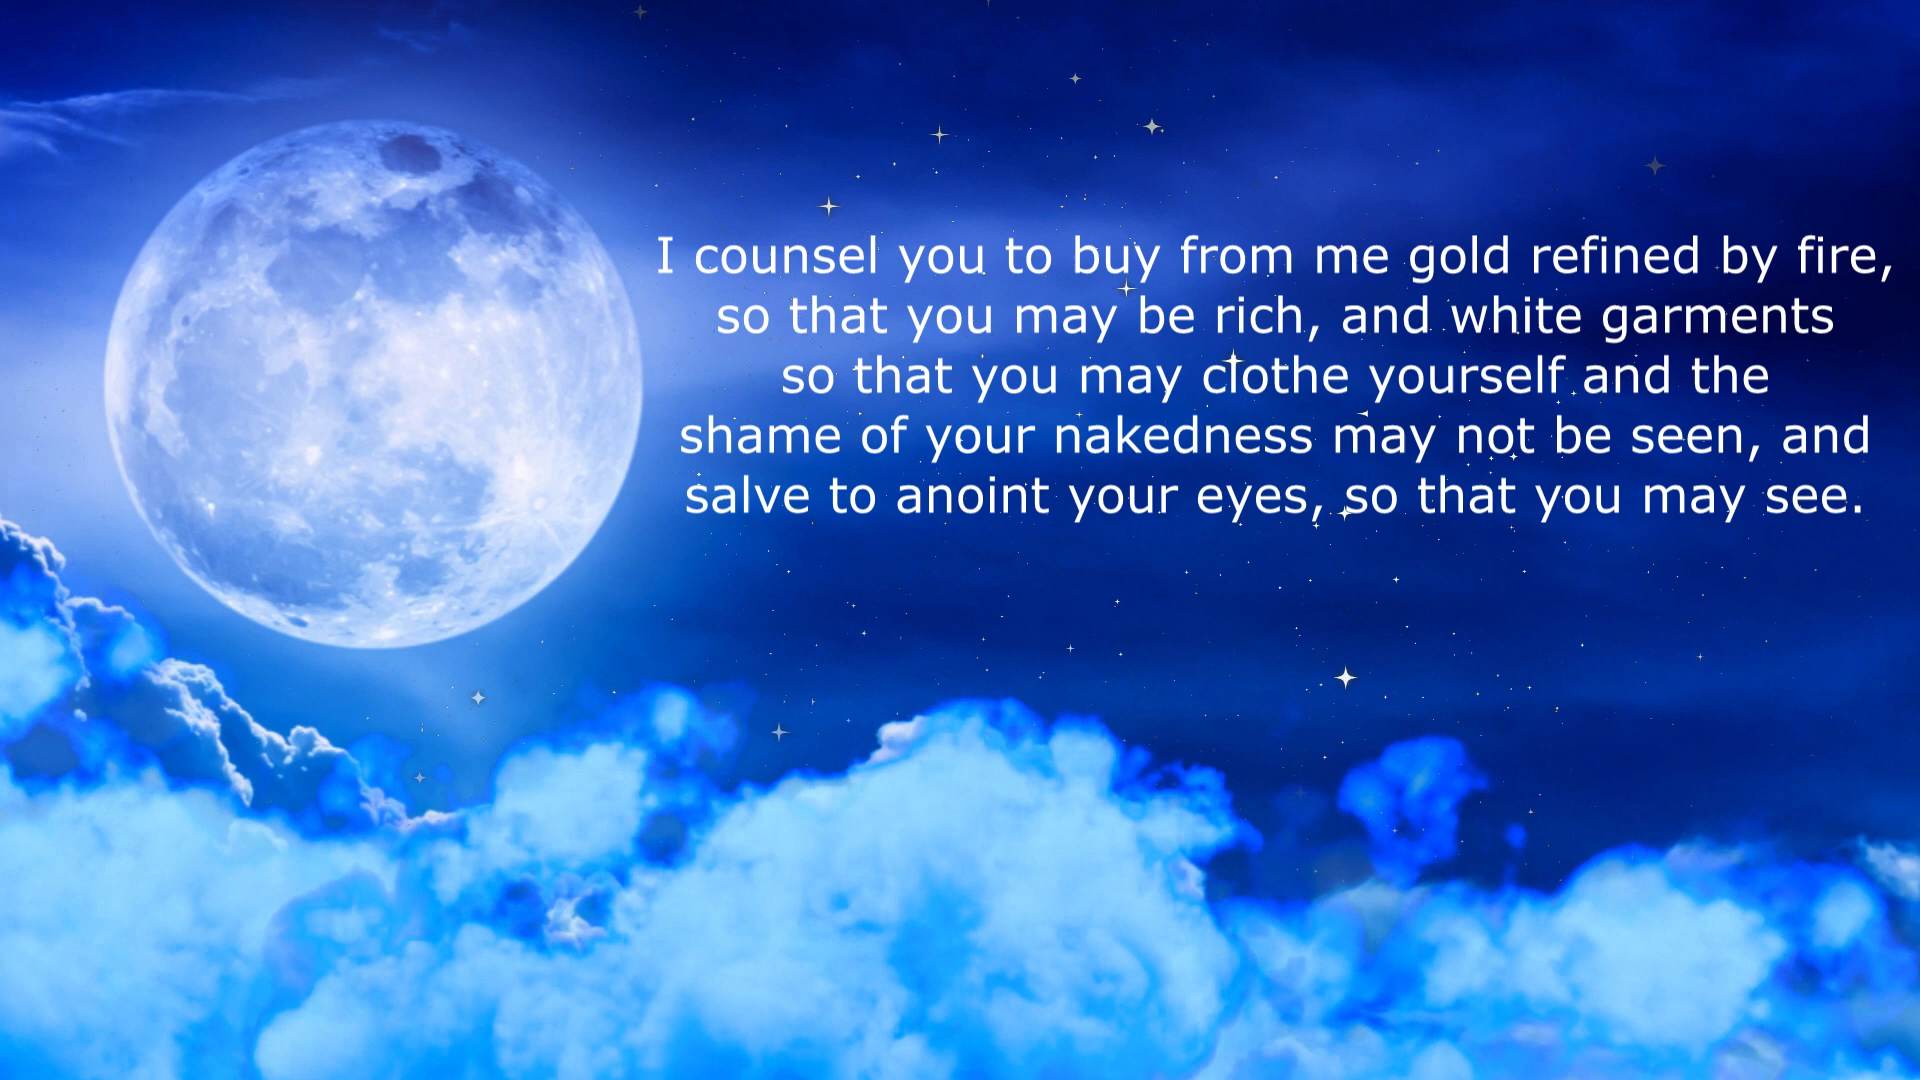 I counsel you to buy from me gold refined by fire,
so that you may be rich, and white garments
so that you may clothe yourself and the
shame of your nakedness may not be seen, and
salve to anoint your eyes, so that you may see.